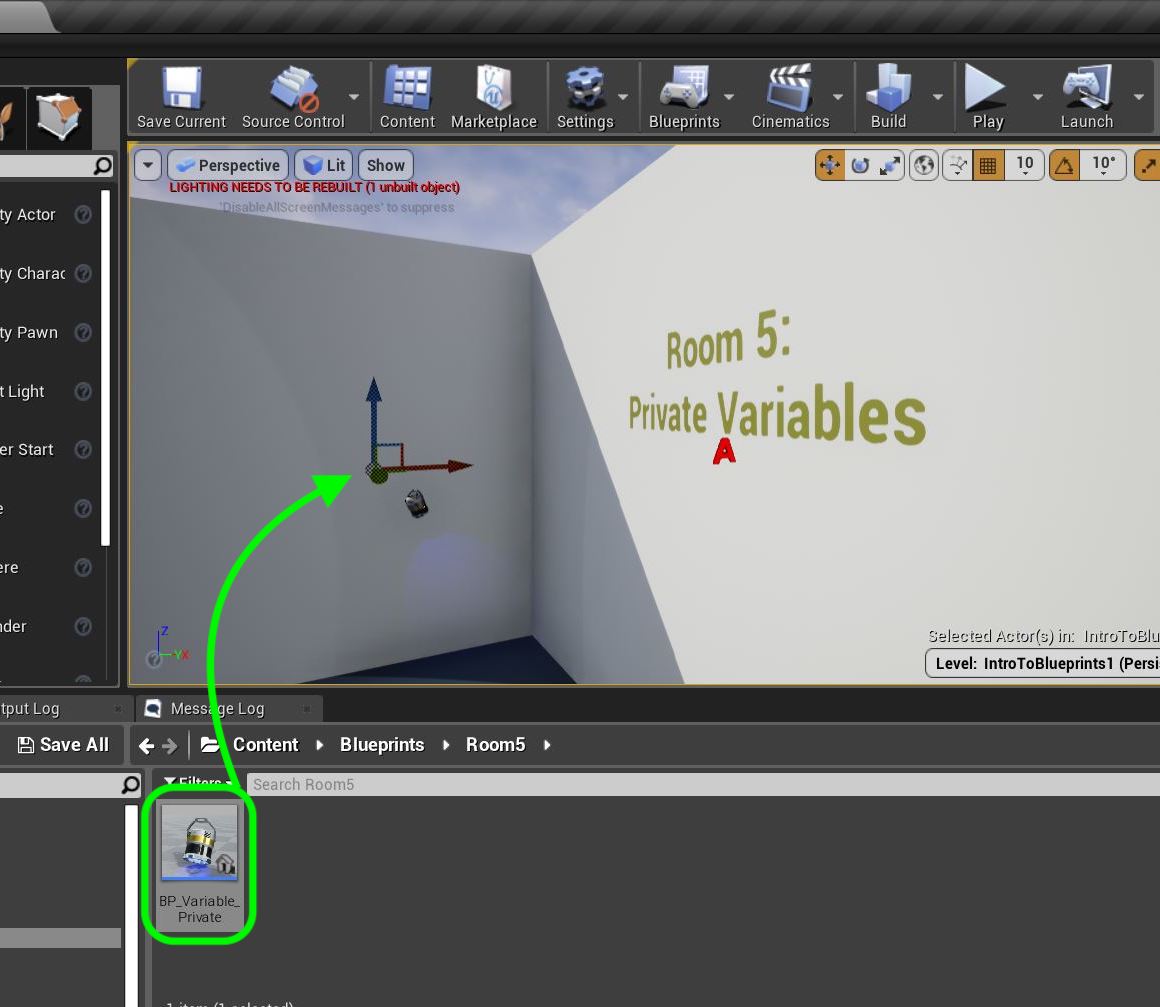 Save Current
Source Control
Content
Marketplace
Settings
Blueprints
Cinematics
Build
Play
Launch
Perspective
Lit
Show
10
10°
LIGHTING NEEDS TO BE REBUILT (1 unbuilt object)
'DisableAllScreenMessages' to suppress
ty Actor
ty Charac
ty Pawn
t Light
er Start
e
ere
nder
Room 5:
Private Variables
A
Z
YX
Selected Actor(s) in: IntroToBlu
Level: IntroToBlueprints1 (Persi
tput Log
Message Log
Save All
Content
Blueprints
Room5
Filters
Search Room5
BP_Variable_
Private
1 item (1 selected)